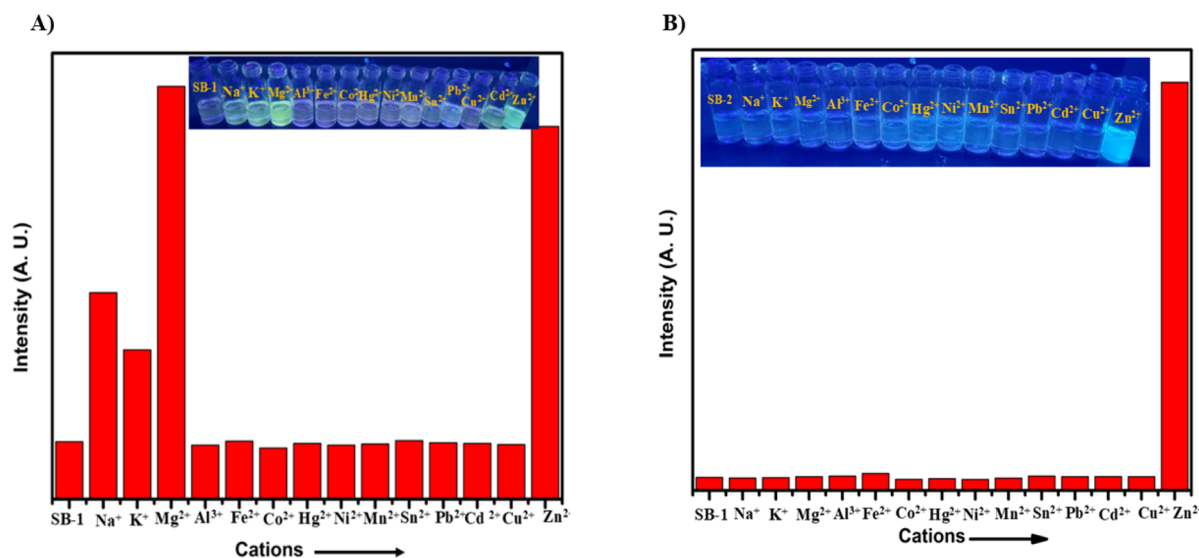 A)
SB-1 Na⁺ K⁺ Mg²⁺ Al³⁺ Fe²⁺ Co²⁺ Hg²⁺ Ni²⁺ Mn²⁺ Sn²⁺ Pb²⁺ Cu²⁺ Cd²⁺ Zn²⁺
Intensity (A. U.)
SB-1 Na⁺ K⁺ Mg²⁺ Al³⁺ Fe²⁺ Co²⁺ Hg²⁺ Ni²⁺ Mn²⁺ Sn²⁺ Pb²⁺ Cd ²⁺ Cu²⁺ Zn²⁺
Cations
B)
SB-2 Na⁺ K⁺ Mg²⁺ Al³⁺ Fe²⁺ Co²⁺ Hg²⁺ Ni²⁺ Mn²⁺ Sn²⁺ Pb²⁺ Cd²⁺ Cu²⁺ Zn²⁺
Intensity (A. U.)
SB-1 Na⁺ K⁺ Mg²⁺ Al³⁺ Fe²⁺ Co²⁺ Hg²⁺ Ni²⁺ Mn²⁺ Sn²⁺ Pb²⁺ Cd²⁺ Cu²⁺ Zn²⁺
Cations